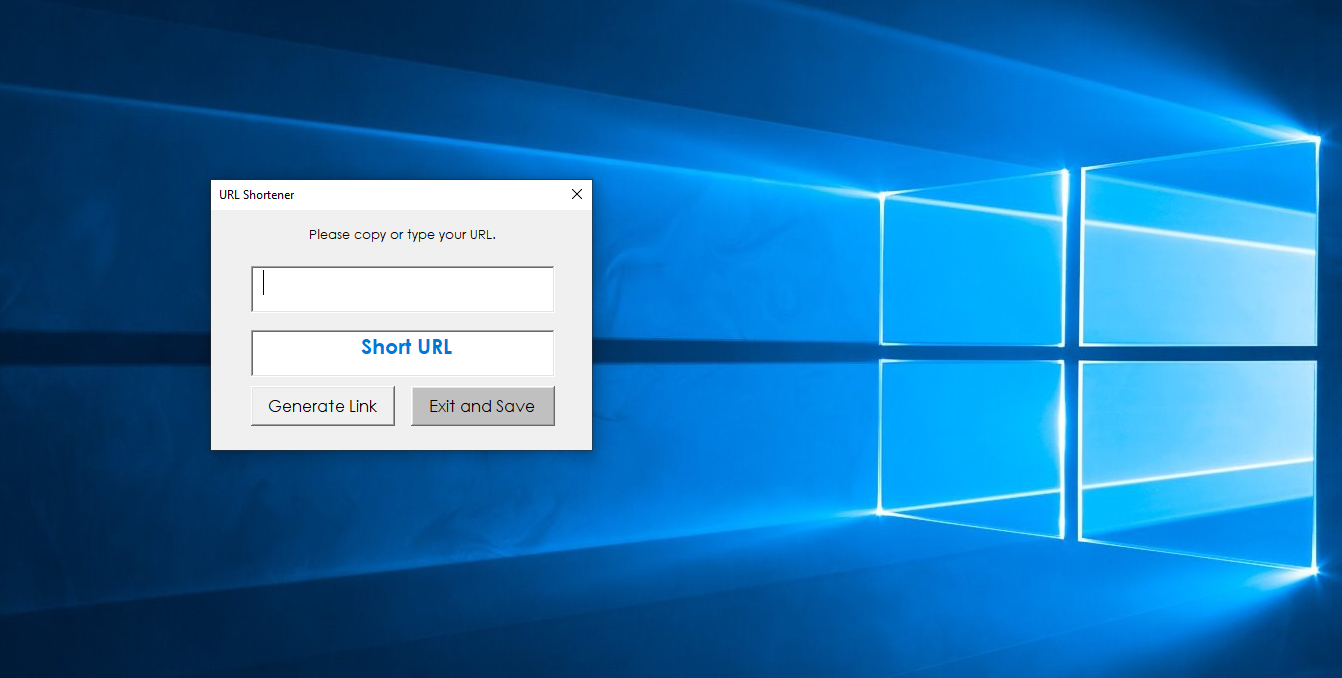 URL Shortener
Please copy or type your URL.
Short URL
Generate Link
Exit and Save